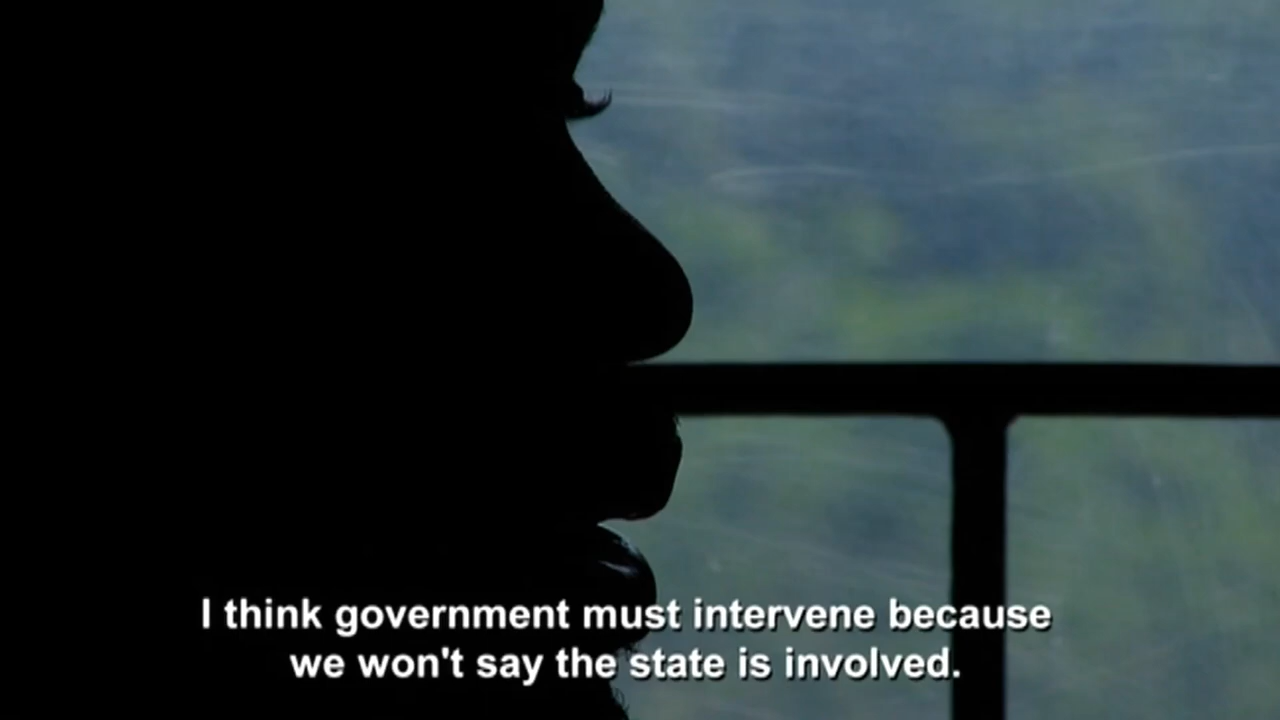 I think government must intervene because
we won't say the state is involved.